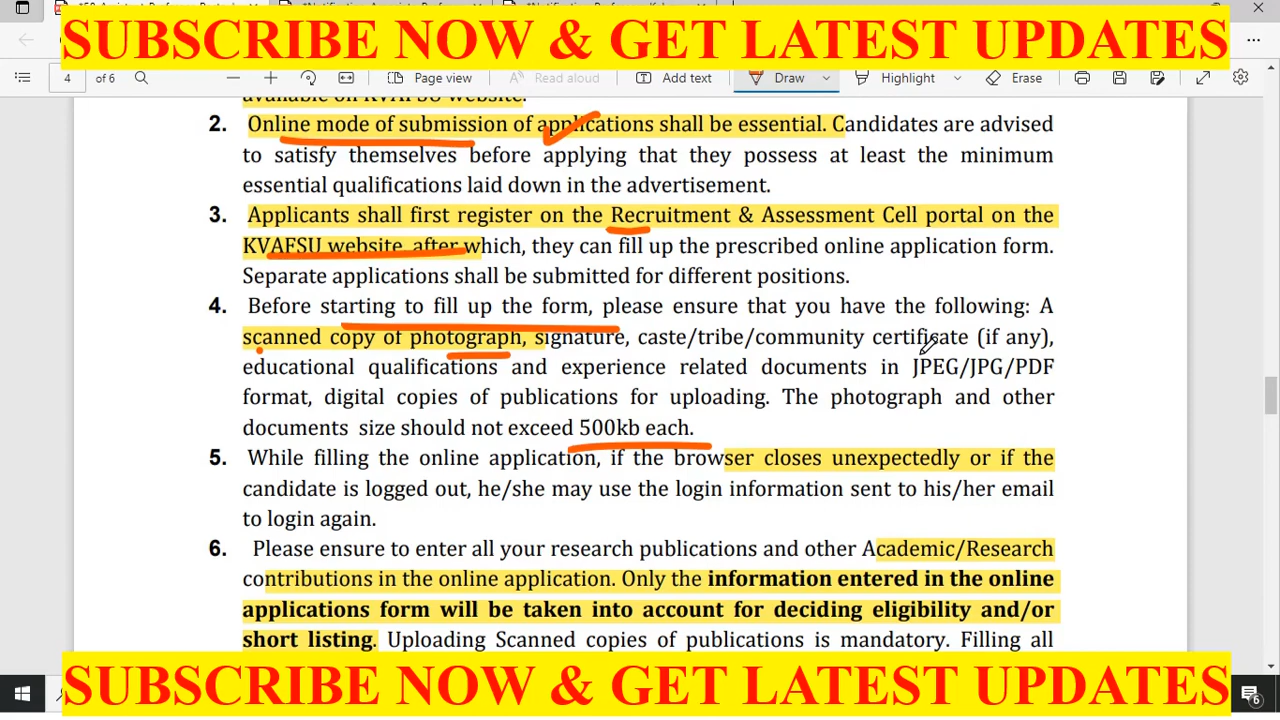 SUBSCRIBE NOW & GET LATEST UPDATES
4 of 6 Page view Read aloud Add text Draw Highlight Erase
available on KVAFSU website.
2. Online mode of submission of applications shall be essential. Candidates are advised
to satisfy themselves before applying that they possess at least the minimum
essential qualifications laid down in the advertisement.
3. Applicants shall first register on the Recruitment & Assessment Cell portal on the
KVAFSU website, after which, they can fill up the prescribed online application form.
Separate applications shall be submitted for different positions.
4. Before starting to fill up the form, please ensure that you have the following: A
scanned copy of photograph, signature, caste/tribe/community certificate (if any),
educational qualifications and experience related documents in JPEG/JPG/PDF
format, digital copies of publications for uploading. The photograph and other
documents size should not exceed 500kb each.
5. While filling the online application, if the browser closes unexpectedly or if the
candidate is logged out, he/she may use the login information sent to his/her email
to login again.
6. Please ensure to enter all your research publications and other Academic/Research
contributions in the online application. Only the information entered in the online
applications form will be taken into account for deciding eligibility and/or
short listing. Uploading Scanned copies of publications is mandatory. Filling all
SUBSCRIBE NOW & GET LATEST UPDATES
6